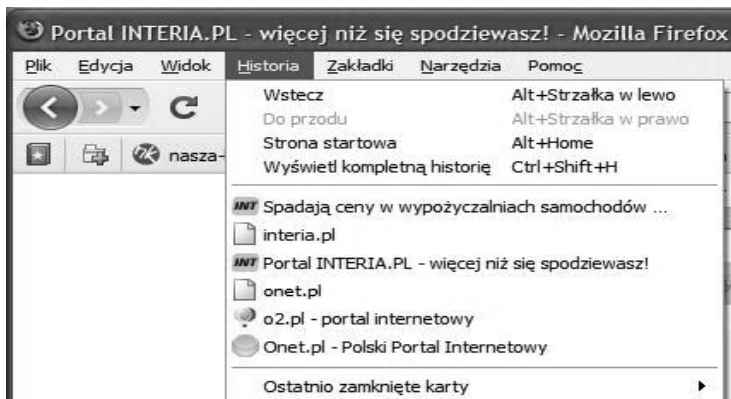 Portal INTERIA.PL - więcej niż się spodziewasz! - Mozilla Firefox
Plik Edycja Widok Historia Zakładki Narzędzia Pomoc
Wstecz Alt+Strzałka w lewo
Do przodu Alt+Strzałka w prawo
Strona startowa Alt+Home
Wyświetl kompletną historię Ctrl+Shift+H
nasza-
INT Spadają ceny w wypożyczalniach samochodów ...
interia.pl
INT Portal INTERIA.PL - więcej niż się spodziewasz!
onet.pl
o2.pl - portal internetowy
Onet.pl - Polski Portal Internetowy
Ostatnio zamknięte karty